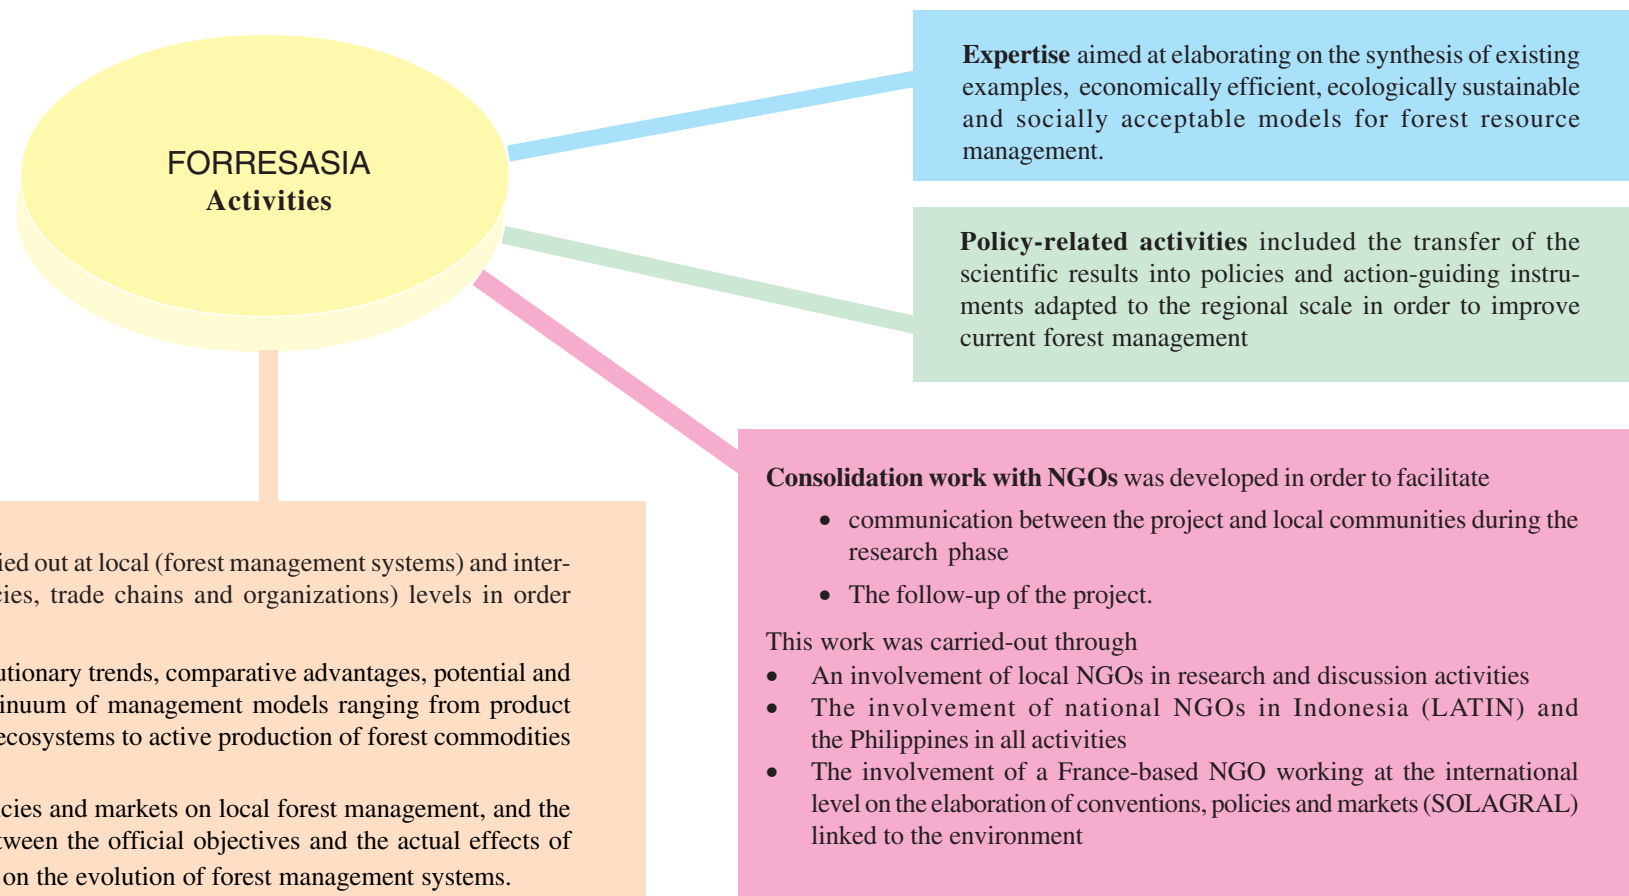 FORRESASIA
Activities
Expertise aimed at elaborating on the synthesis of existing
examples, economically efficient, ecologically sustainable
and socially acceptable models for forest resource
management.
Policy-related activities included the transfer of the
scientific results into policies and action-guiding instru-
ments adapted to the regional scale in order to improve
current forest management
Consolidation work with NGOs was developed in order to facilitate
• communication between the project and local communities during the
research phase
• The follow-up of the project.
This work was carried-out through
• An involvement of local NGOs in research and discussion activities
• The involvement of national NGOs in Indonesia (LATIN) and
the Philippines in all activities
• The involvement of a France-based NGO working at the international
level on the elaboration of conventions, policies and markets (SOLAGRAL)
linked to the environment
ied out at local (forest management systems) and inter-
cies, trade chains and organizations) levels in order
utionary trends, comparative advantages, potential and
inuum of management models ranging from product
ecosystems to active production of forest commodities
icies and markets on local forest management, and the
tween the official objectives and the actual effects of
on the evolution of forest management systems.